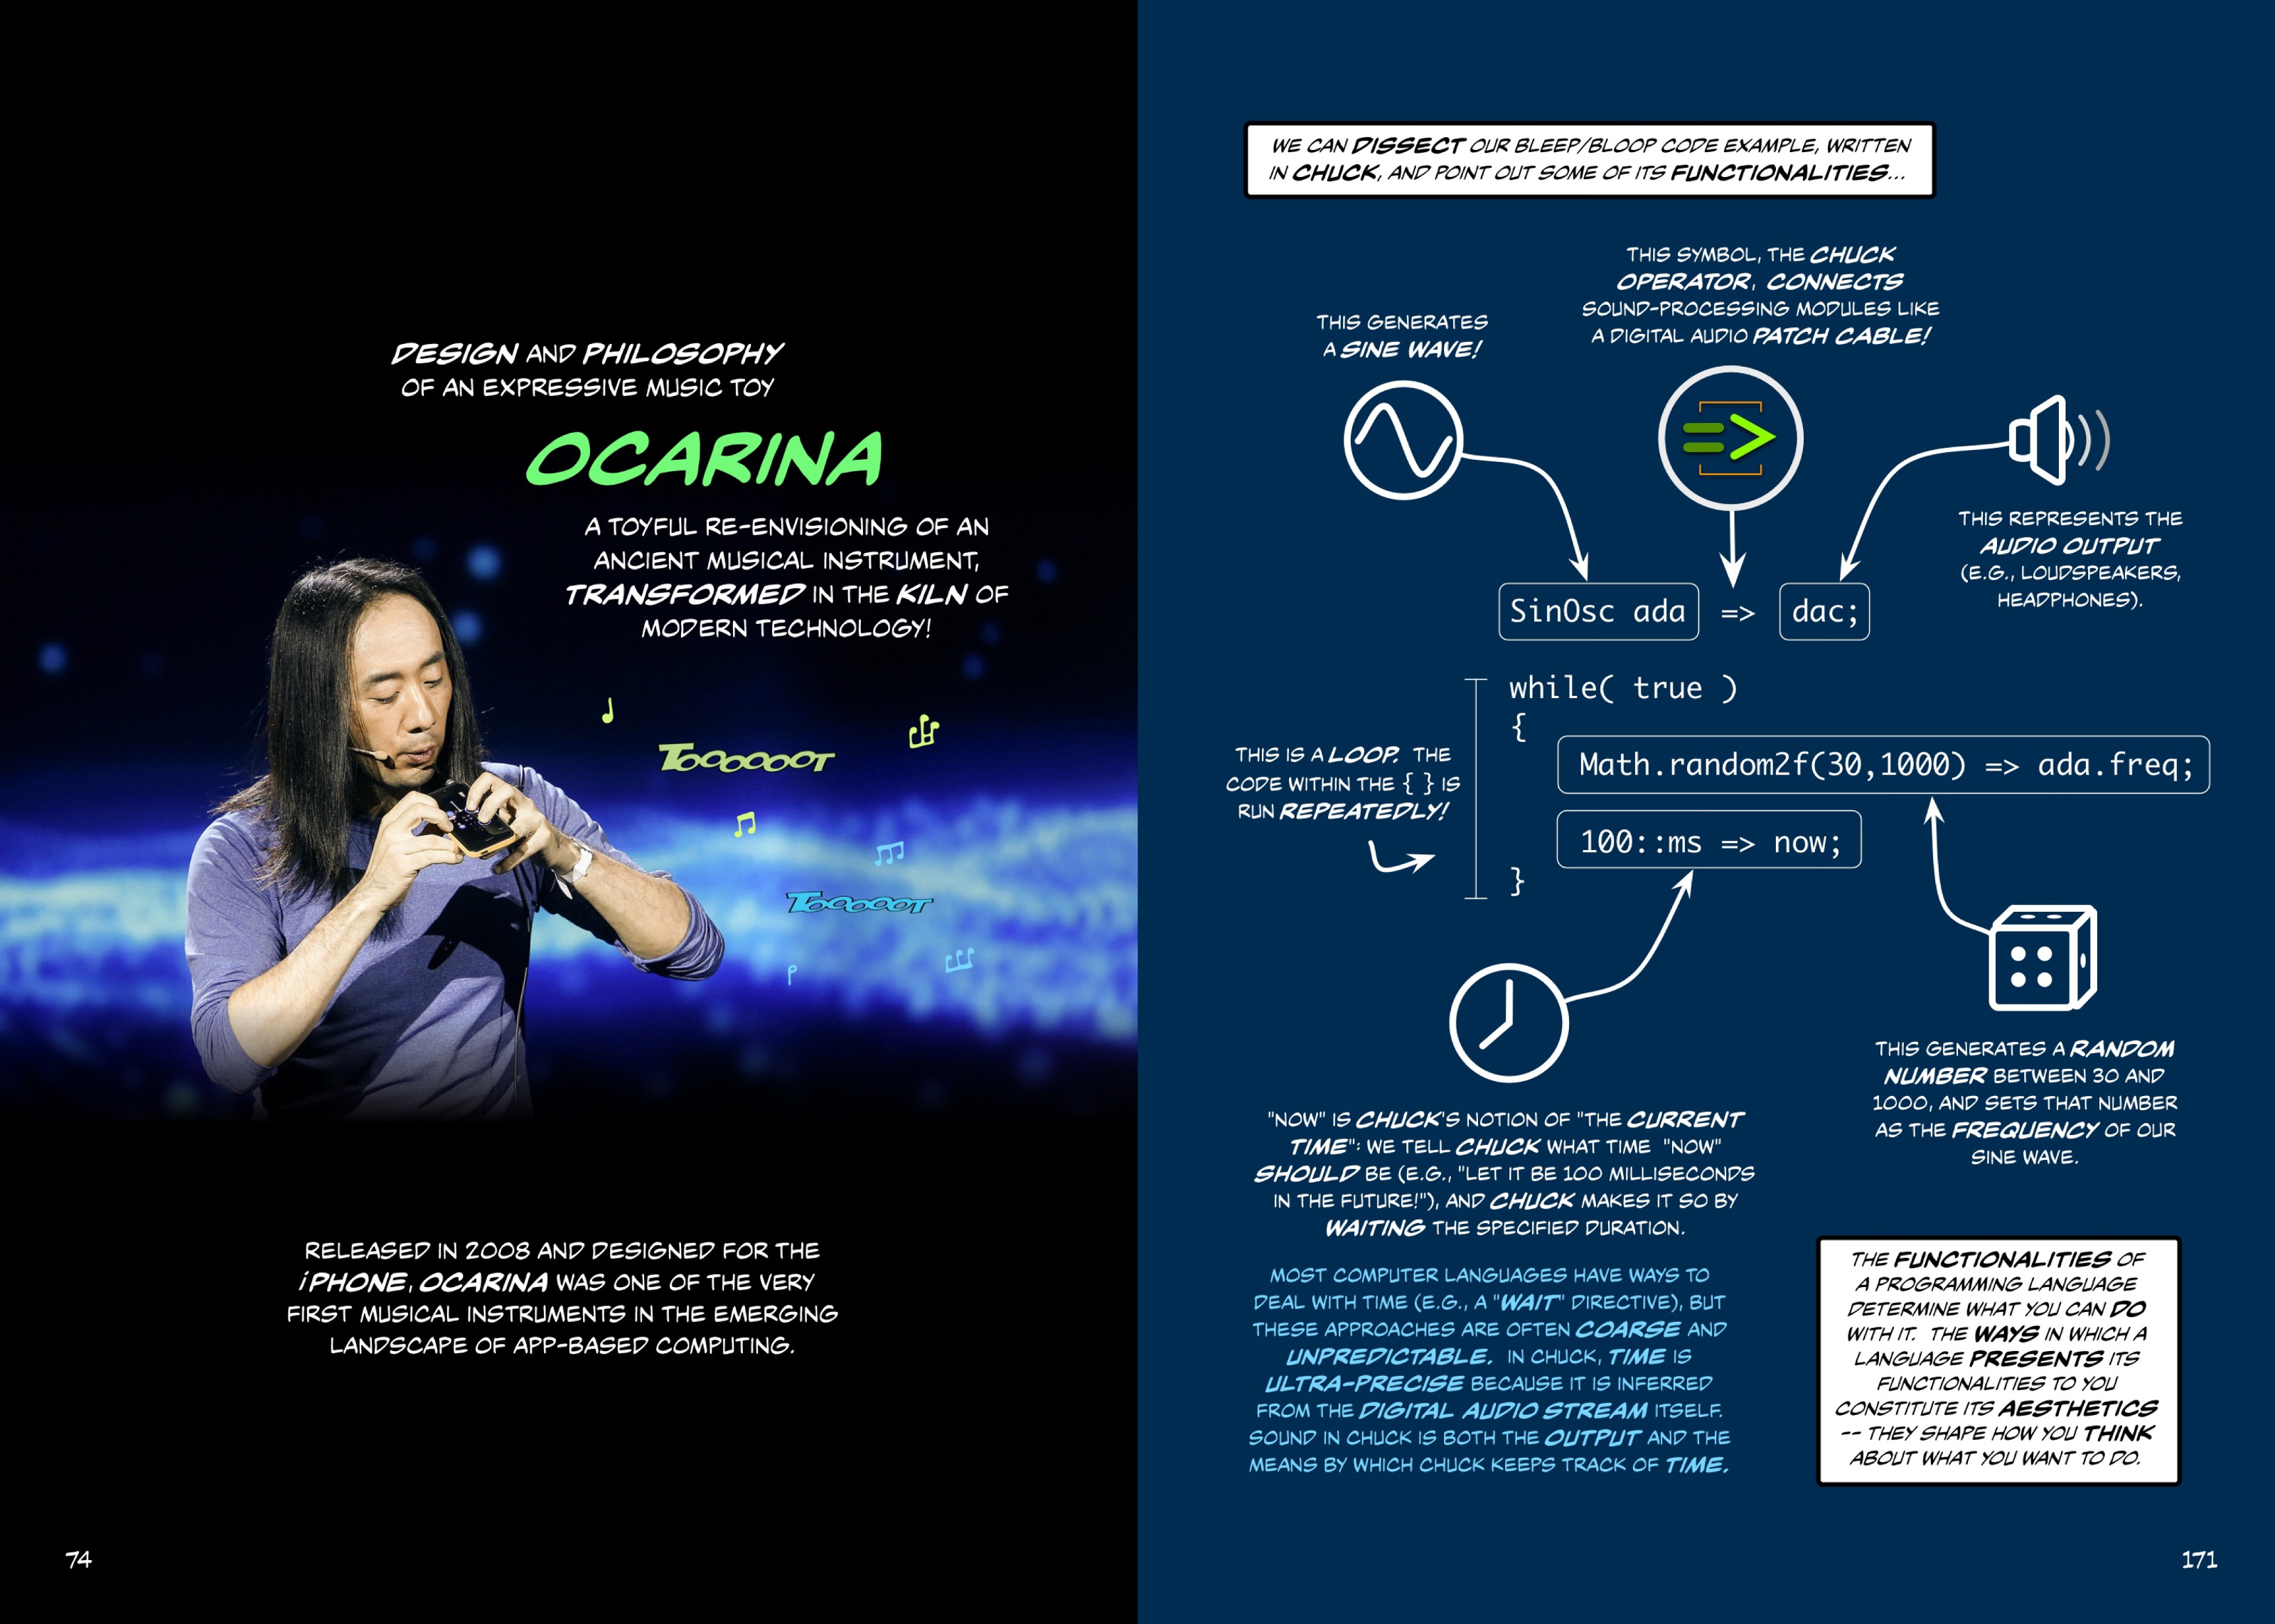 DESIGN AND PHILOSOPHY
OF AN EXPRESSIVE MUSIC TOY
OCARINA
A TOYFUL RE-ENVISIONING OF AN
ANCIENT MUSICAL INSTRUMENT,
TRANSFORMED IN THE KILN OF
MODERN TECHNOLOGY!
TOOOOOOT
TOOOOOT
RELEASED IN 2008 AND DESIGNED FOR THE
iPHONE, OCARINA WAS ONE OF THE VERY
FIRST MUSICAL INSTRUMENTS IN THE EMERGING
LANDSCAPE OF APP-BASED COMPUTING.
74
WE CAN DISSECT OUR BLEEP/BLOOP CODE EXAMPLE, WRITTEN
IN CHUCK, AND POINT OUT SOME OF ITS FUNCTIONALITIES...
THIS GENERATES
A SINE WAVE!
THIS SYMBOL, THE CHUCK
OPERATOR, CONNECTS
SOUND-PROCESSING MODULES LIKE
A DIGITAL AUDIO PATCH CABLE!
=>
THIS REPRESENTS THE
AUDIO OUTPUT
(E.G., LOUDSPEAKERS,
HEADPHONES).
SinOsc ada => dac;
while( true )
{
Math.random2f(30,1000) => ada.freq;
100::ms => now;
}
THIS IS A LOOP. THE
CODE WITHIN THE { } IS
RUN REPEATEDLY!
"NOW" IS CHUCK'S NOTION OF "THE CURRENT
TIME": WE TELL CHUCK WHAT TIME "NOW"
SHOULD BE (E.G., "LET IT BE 100 MILLISECONDS
IN THE FUTURE!"), AND CHUCK MAKES IT SO BY
WAITING THE SPECIFIED DURATION.
THIS GENERATES A RANDOM
NUMBER BETWEEN 30 AND
1000, AND SETS THAT NUMBER
AS THE FREQUENCY OF OUR
SINE WAVE.
MOST COMPUTER LANGUAGES HAVE WAYS TO
DEAL WITH TIME (E.G., A "WAIT" DIRECTIVE), BUT
THESE APPROACHES ARE OFTEN COARSE AND
UNPREDICTABLE. IN CHUCK, TIME IS
ULTRA-PRECISE BECAUSE IT IS INFERRED
FROM THE DIGITAL AUDIO STREAM ITSELF.
SOUND IN CHUCK IS BOTH THE OUTPUT AND THE
MEANS BY WHICH CHUCK KEEPS TRACK OF TIME.
THE FUNCTIONALITIES OF
A PROGRAMMING LANGUAGE
DETERMINE WHAT YOU CAN DO
WITH IT. THE WAYS IN WHICH A
LANGUAGE PRESENTS ITS
FUNCTIONALITIES TO YOU
CONSTITUTE ITS AESTHETICS
-- THEY SHAPE HOW YOU THINK
ABOUT WHAT YOU WANT TO DO.
171